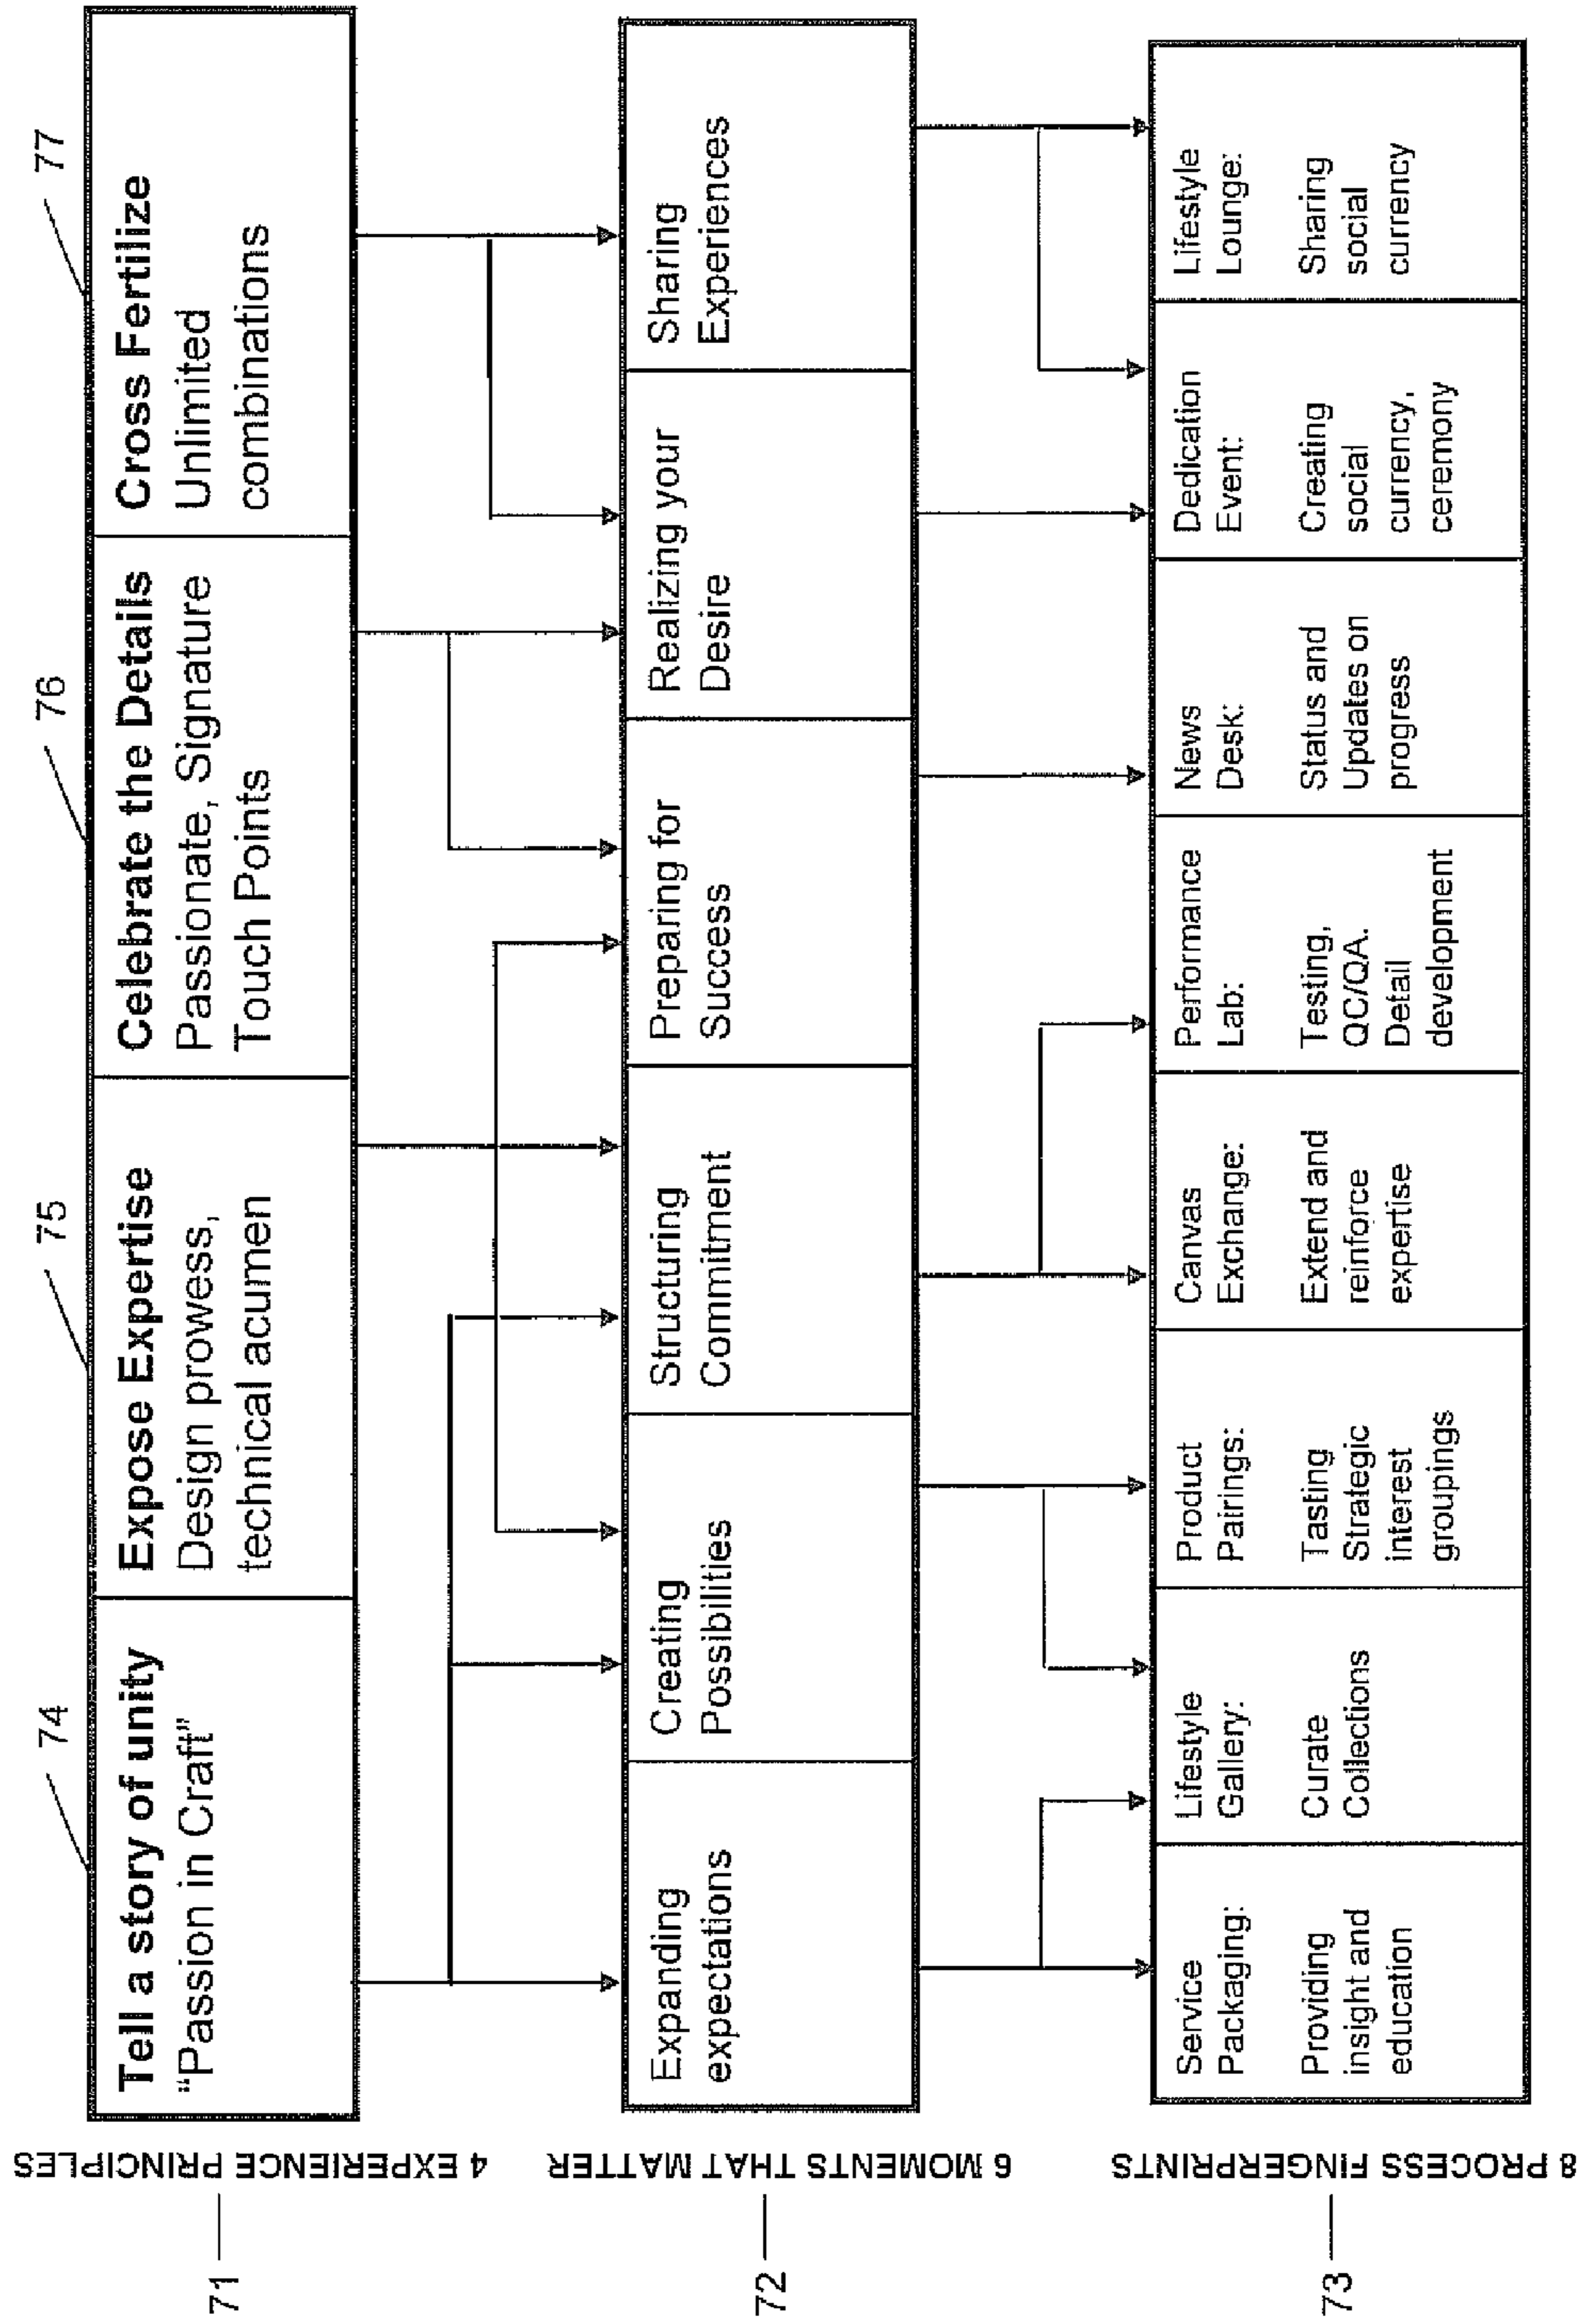 74
75
76
77
71
4 EXPERIENCE PRINCIPLES
Tell a story of unity
“Passion in Craft”
Expose Expertise
Design prowess,
technical acumen
Celebrate the Details
Passionate, Signature
Touch Points
Cross Fertilize
Unlimited
combinations
72
6 MOMENTS THAT MATTER
Expanding
expectations
Creating
Possibilities
Structuring
Commitment
Preparing for
Success
Realizing your
Desire
Sharing
Experiences
73
8 PROCESS FINGERPRINTS
Service
Packaging:
Providing
insight and
education
Lifestyle
Gallery:
Curate
Collections
Product
Pairings:
Tasting
Strategic
interest
groupings
Canvas
Exchange:
Extend and
reinforce
expertise
Performance
Lab:
Testing,
QC/QA.
Detail
development
News
Desk:
Status and
Updates on
progress
Dedication
Event:
Creating
social
currency,
ceremony
Lifestyle
Lounge:
Sharing
social
currency